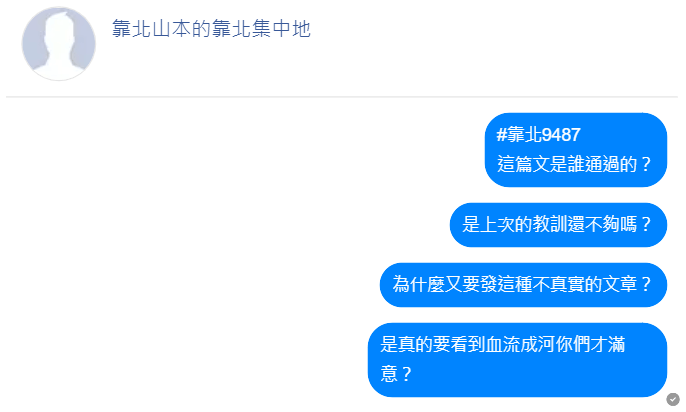 靠北山本的靠北集中地
#靠北9487
這篇文是誰通過的？
是上次的教訓還不夠嗎？
為什麼又要發這種不真實的文章？
是真的要看到血流成河你們才滿
意？